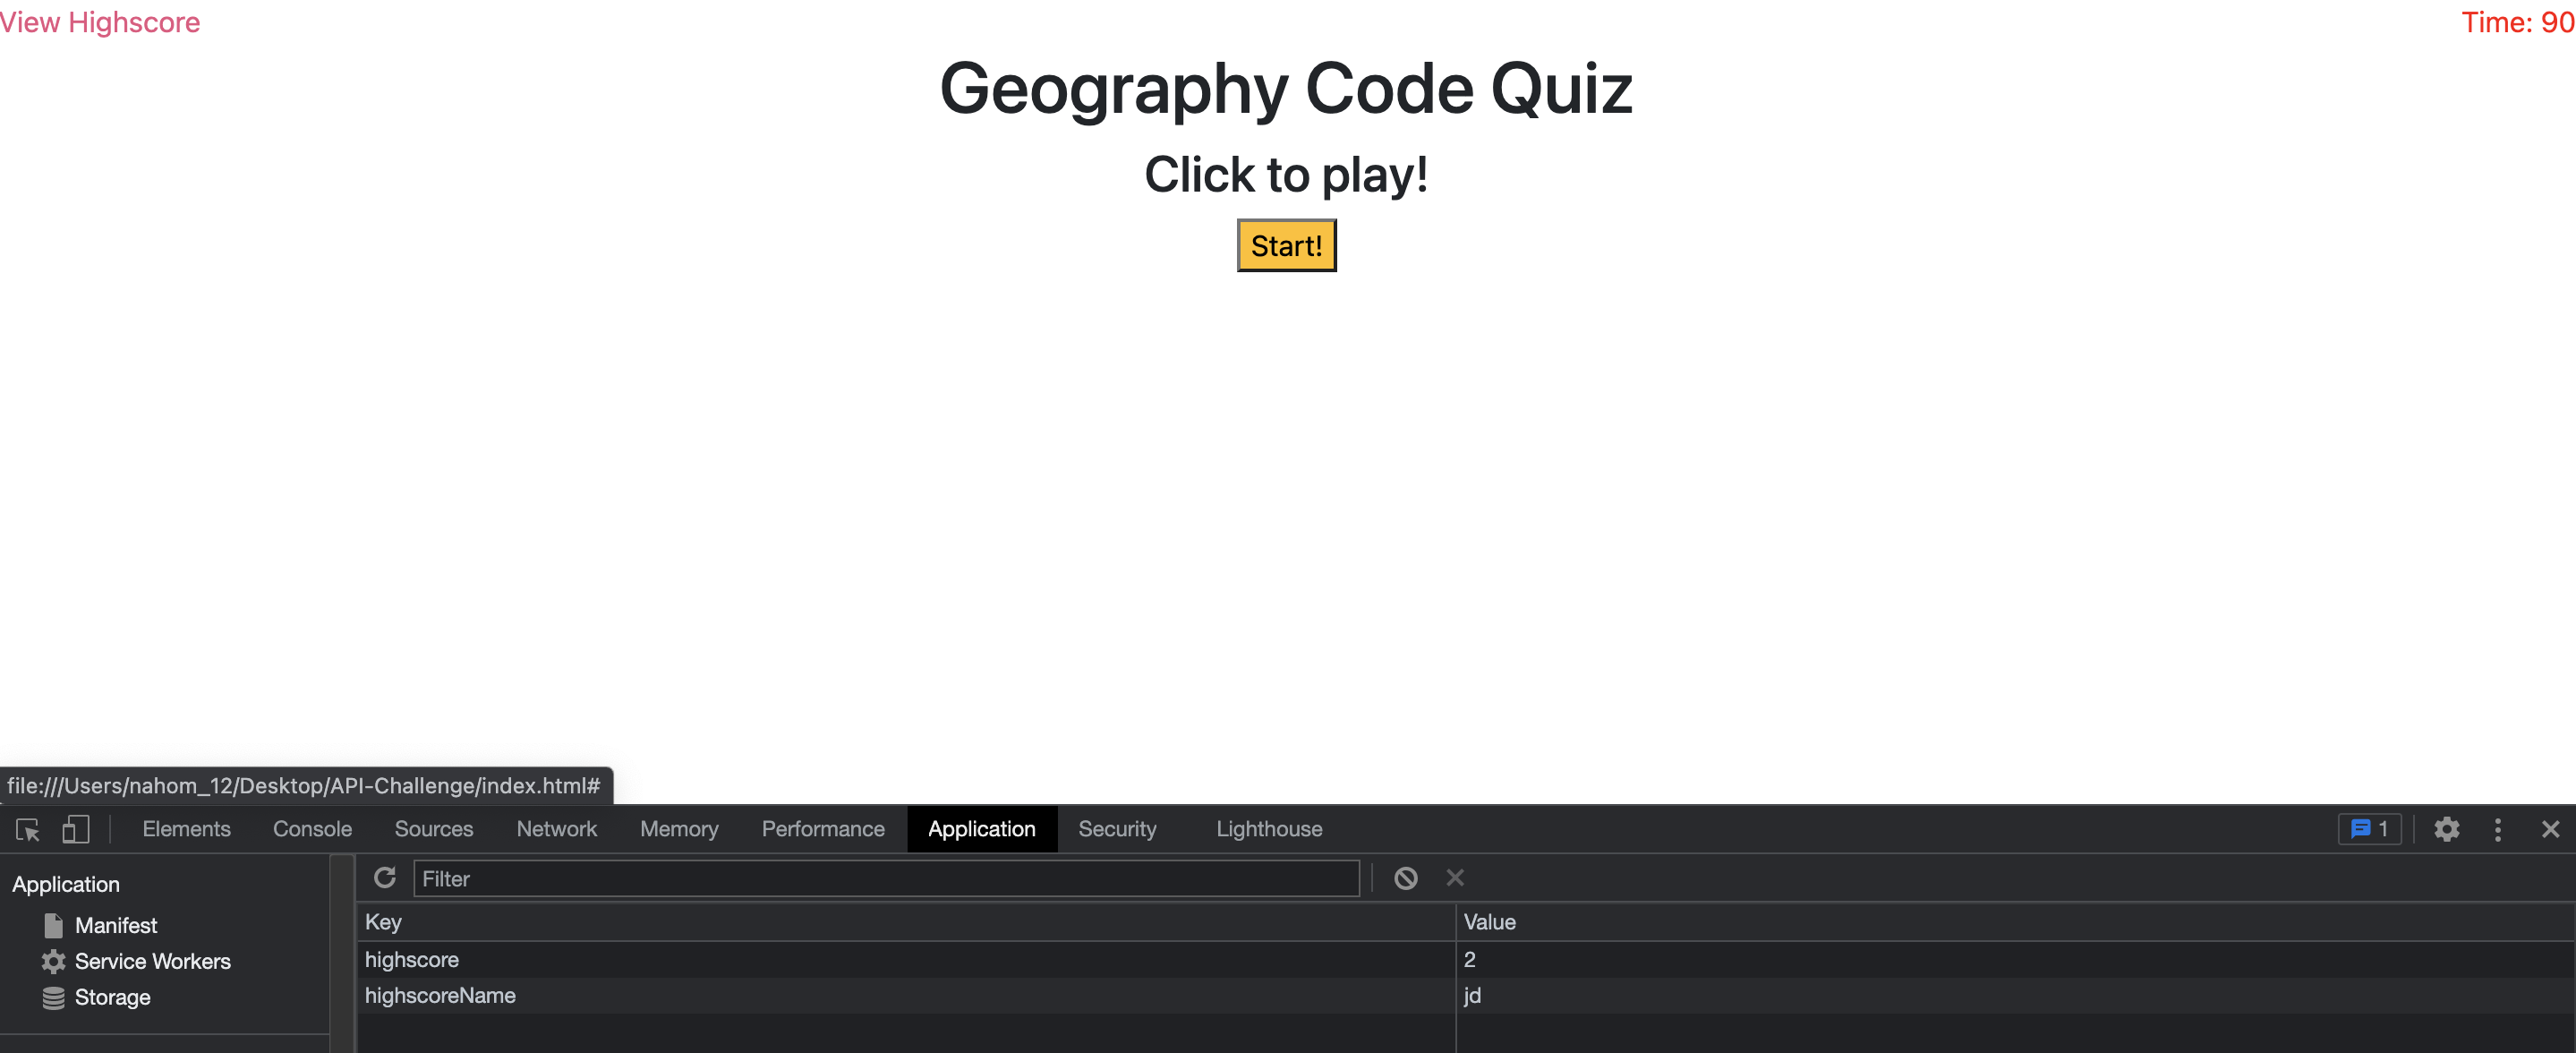 View Highscore
Time: 90
Geography Code Quiz
Click to play!
Start!
file:///Users/nahom_12/Desktop/API-Challenge/index.html#
Elements Console Sources Network Memory Performance Application Security Lighthouse 1
Application
Manifest
Service Workers
Storage
Filter
Key Value
highscore 2
highscoreName jd